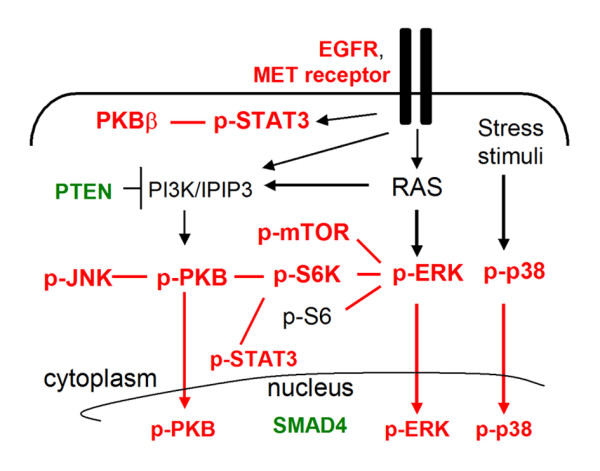 EGFR,
MET receptor
PKBβ p-STAT3
Stress
stimuli
PTEN PI3K/IPIP3 RAS
p-mTOR
p-JNK p-PKB p-S6K p-ERK p-p38
p-S6
p-STAT3
cytoplasm nucleus
p-PKB SMAD4 p-ERK p-p38